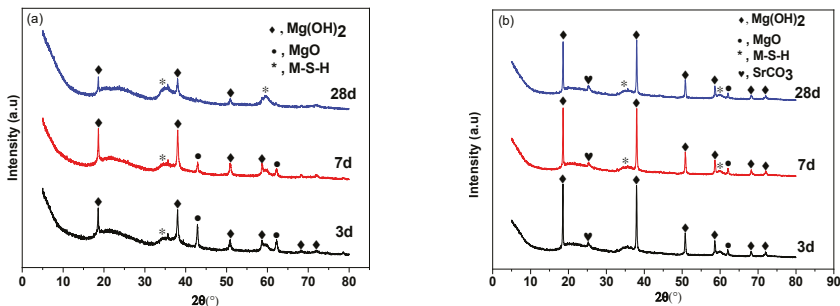 (a)
♦ , Mg(OH)2
● , MgO
* , M-S-H
28d
7d
3d
Intensity (a.u)
0 10 20 30 40 50 60 70 80
2θ(°)
(b)
♦ , Mg(OH)2
● , MgO
* , M-S-H
♥ , SrCO3
28d
7d
3d
Intensity (a.u)
0 10 20 30 40 50 60 70 80 90
2θ(°)